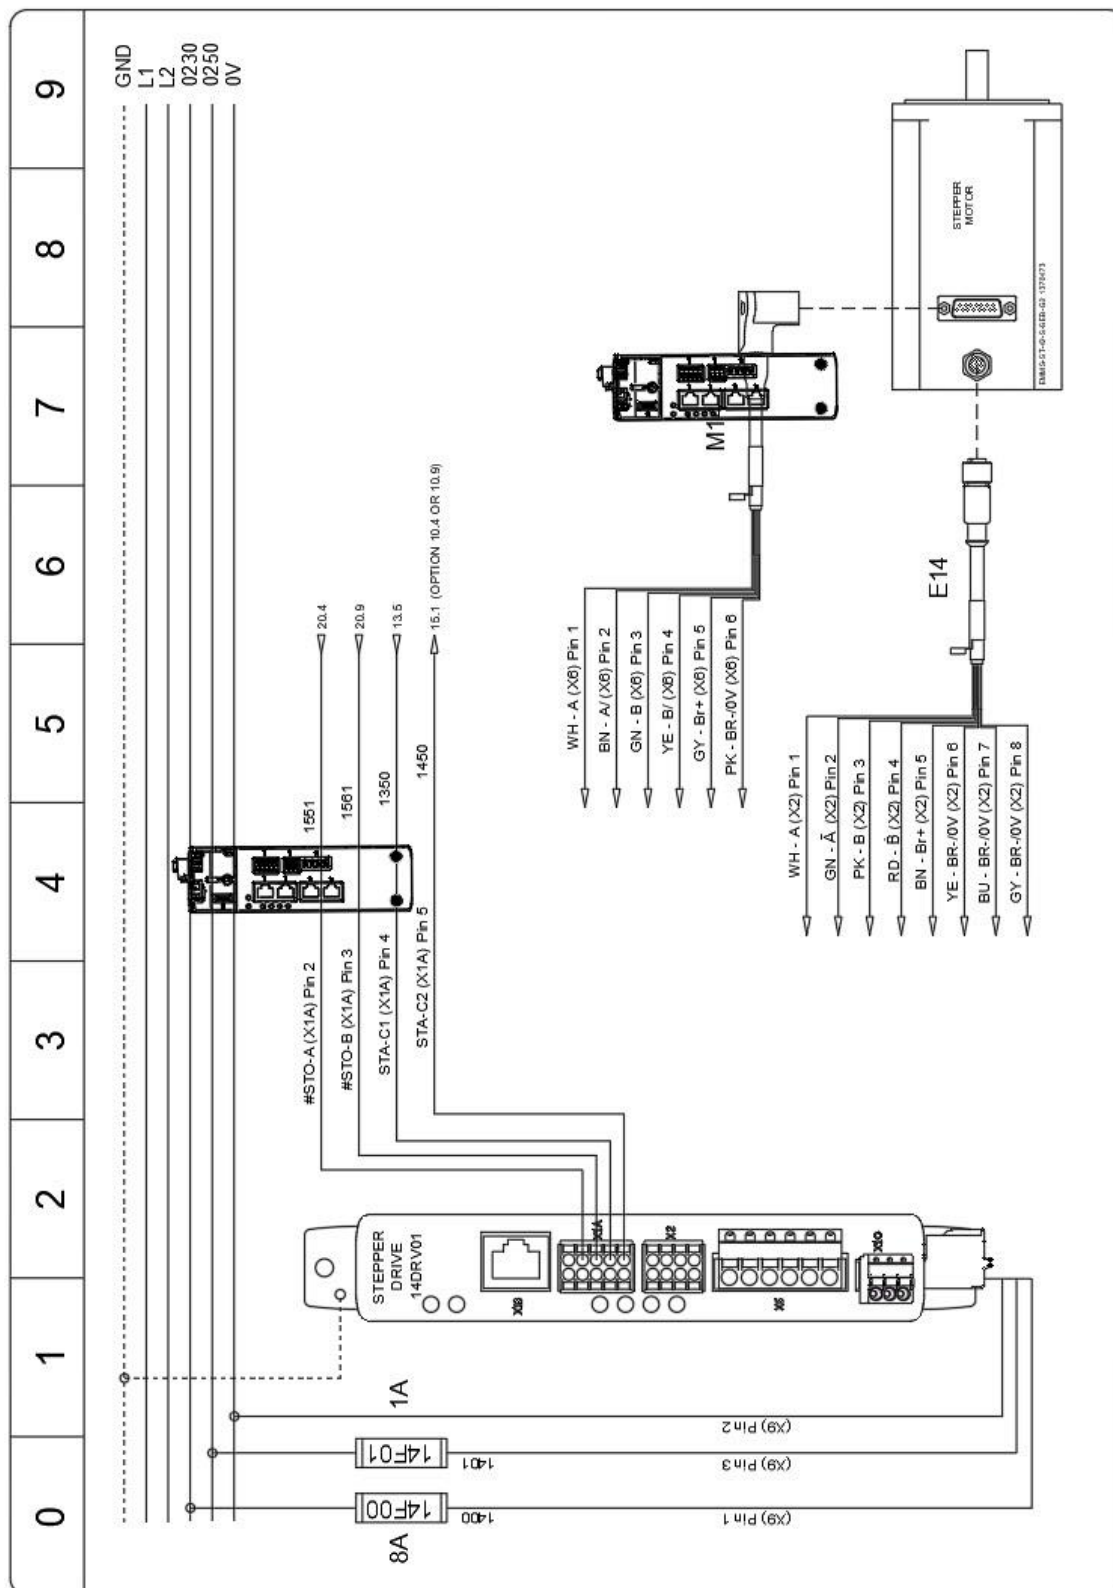 9
8
7
6
5
4
3
2
1
0
GND
L1
L2
0230
0250
0V
20.4
20.9
13.5
15.1 (OPTION 10.4 OR 10.9)
1551
1561
1350
1450
#STO-A (X1A) Pin 2
#STO-B (X1A) Pin 3
STA-C1 (X1A) Pin 4
STA-C2 (X1A) Pin 5
STEPPER
DRIVE
14DRV01
X1A
X2
X18
X6
1A
8A
14F01
14F00
1401
1400
(X9) Pin 2
(X9) Pin 3
(X9) Pin 1
M1
WH - A (X6) Pin 1
BN - A/ (X6) Pin 2
GN - B (X6) Pin 3
YE - B/ (X6) Pin 4
GY - Br+ (X6) Pin 5
PK - BR-/0V (X6) Pin 6
STEPPER
MOTOR
E14
WH - A (X2) Pin 1
GN - Ā (X2) Pin 2
PK - B (X2) Pin 3
RD - B̄ (X2) Pin 4
BN - Br+ (X2) Pin 5
YE - BR-/0V (X2) Pin 6
BU - BR-/0V (X2) Pin 7
GY - BR-/0V (X2) Pin 8